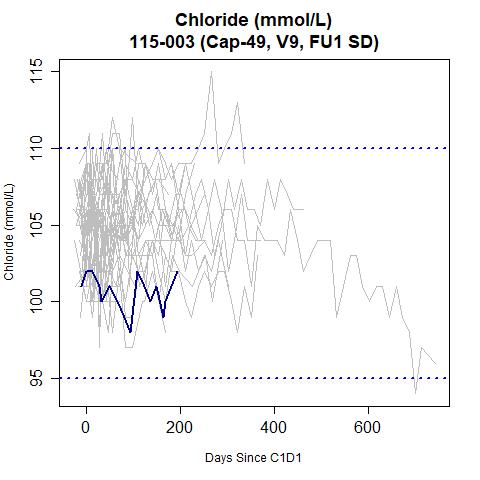 Chloride (mmol/L)
115-003 (Cap-49, V9, FU1 SD)
Chloride (mmol/L)
115
110
105
100
95
0 200 400 600
Days Since C1D1